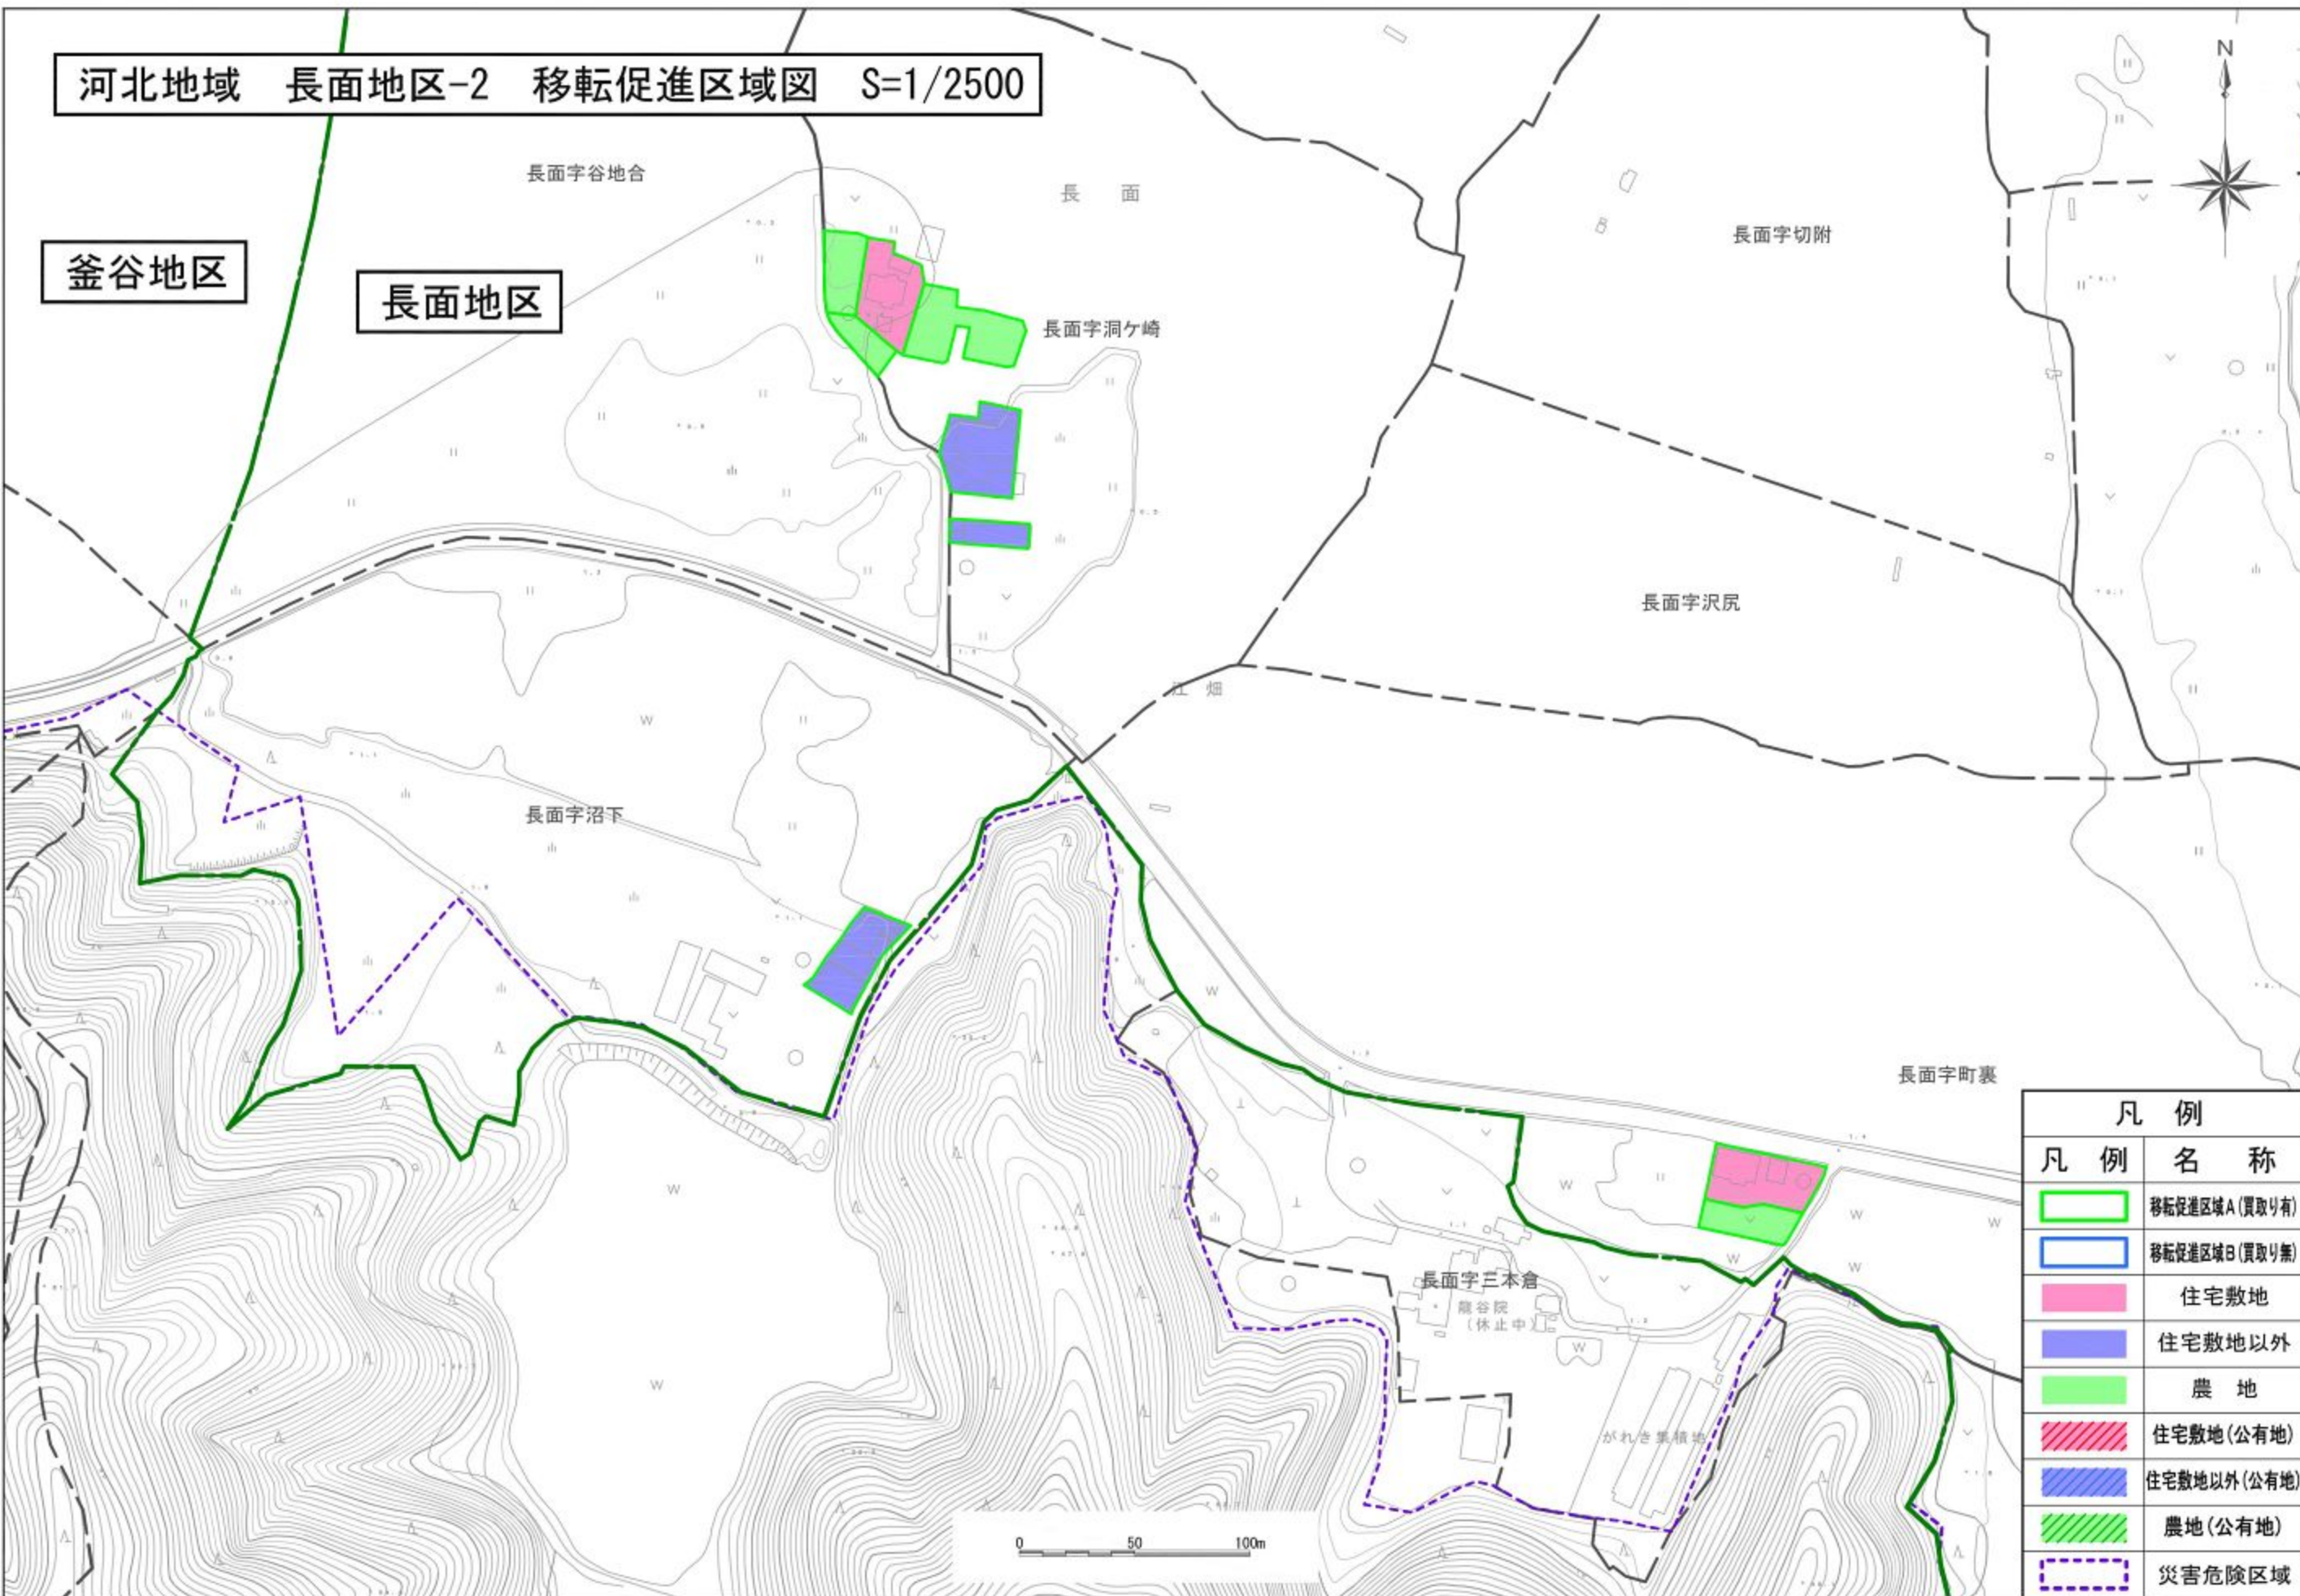 河北地域　長面地区-2　移転促進区域図　S=1/2500
N
長面字谷地合
長　面
長面字切附
釜谷地区
長面地区
長面字洞ケ崎
長面字沢尻
江　畑
長面字沼下
長面字町裏
長面字三本倉
龍谷院
(休止中)
がれき集積地
0　50　100m
凡　例
凡　例　名　称
移転促進区域A(買取り有)
移転促進区域B(買取り無)
住宅敷地
住宅敷地以外
農　地
住宅敷地(公有地)
住宅敷地以外(公有地)
農地(公有地)
災害危険区域